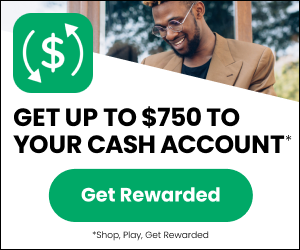 $
GET UP TO $750 TO
YOUR CASH ACCOUNT*
Get Rewarded
*Shop, Play, Get Rewarded